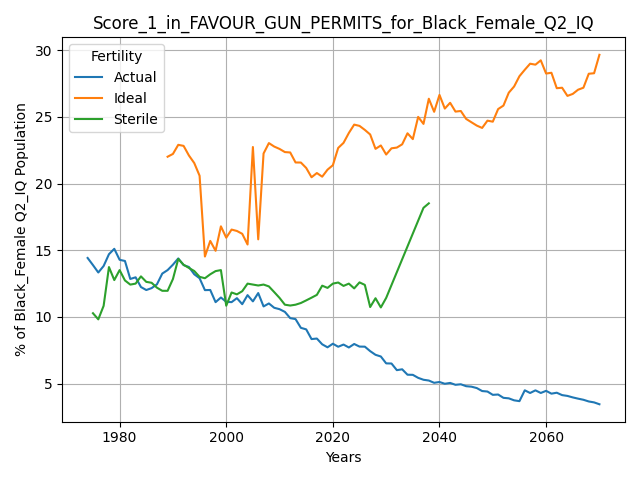 Score_1_in_FAVOUR_GUN_PERMITS_for_Black_Female_Q2_IQ
% of Black_Female Q2_IQ Population
30
25
20
15
10
5
Fertility
Actual
Ideal
Sterile
1980
2000
2020
2040
2060
Years